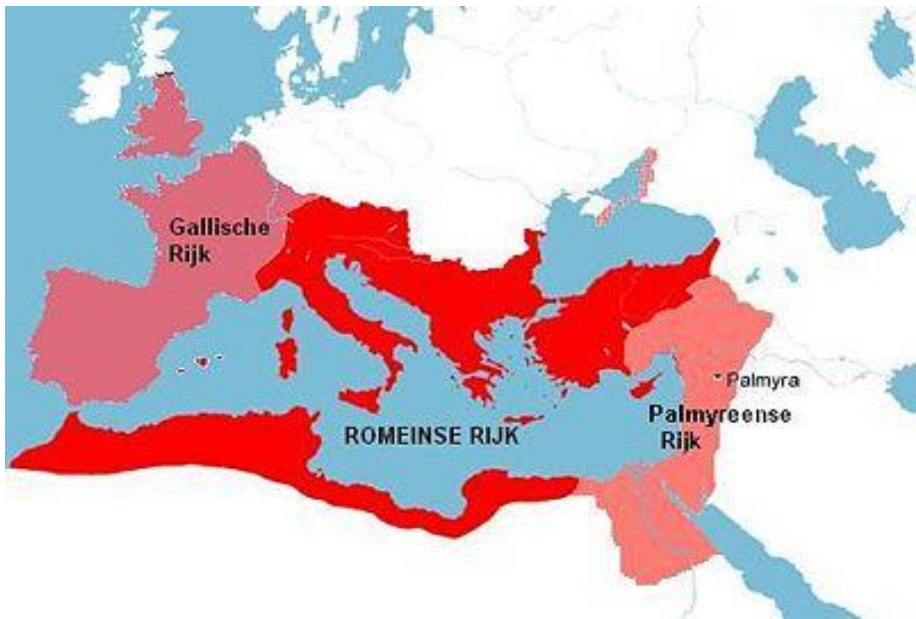 Gallische
Rijk
Palmyra
Palmyreense
Rijk
ROMEINSE RIJK